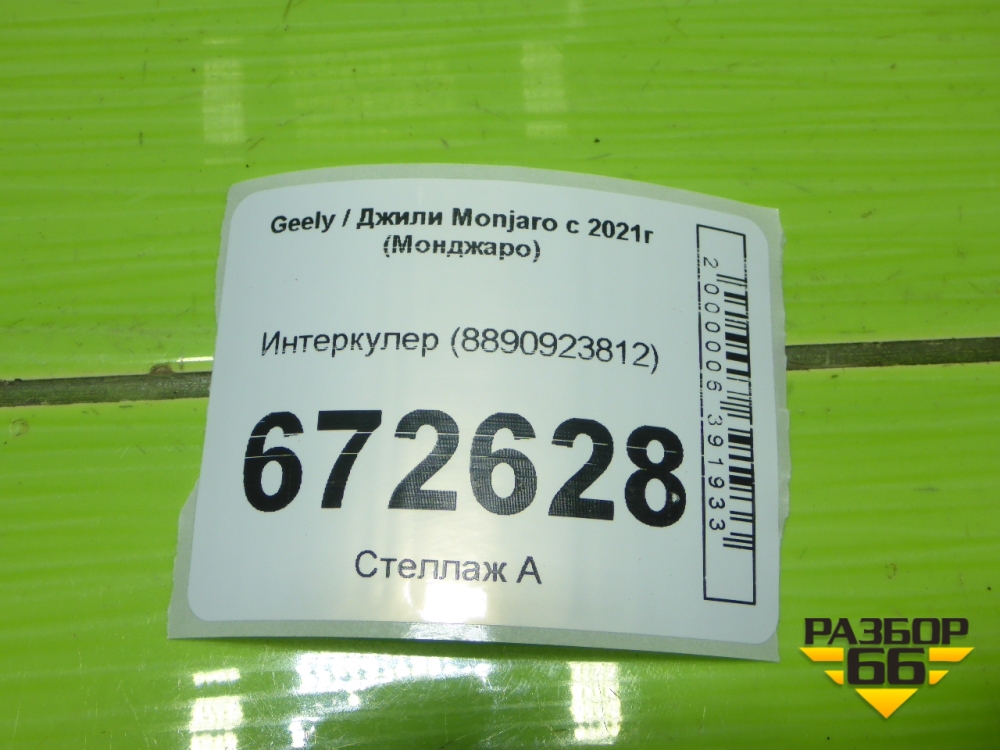 Geely / Джили Monjaro с 2021г
(Монджаро)
Интеркулер (8890923812)
672628
Стеллаж А
2000006391933
РАЗБОР
66